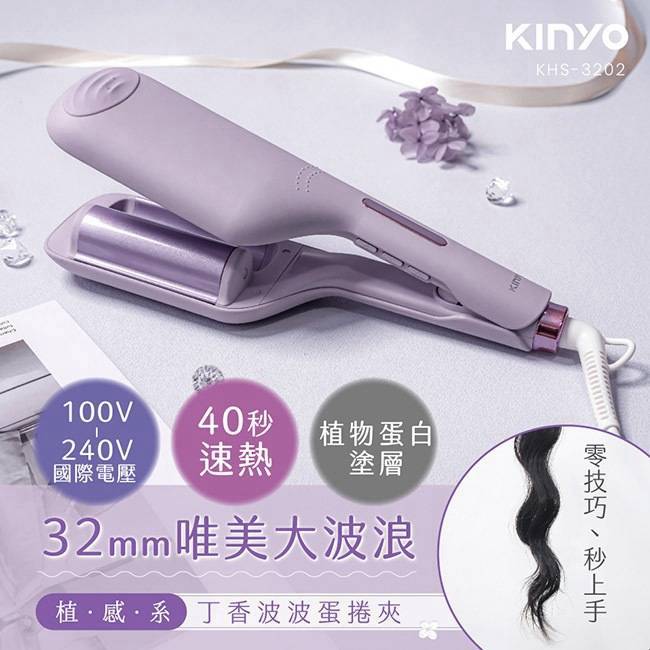 KINYO
KHS-3202
KINYO
100V
-
240V
國際電壓
40秒
速熱
植物蛋白
塗層
32mm唯美大波浪
植·感·系
丁香波波蛋捲夾
零技巧、秒上手